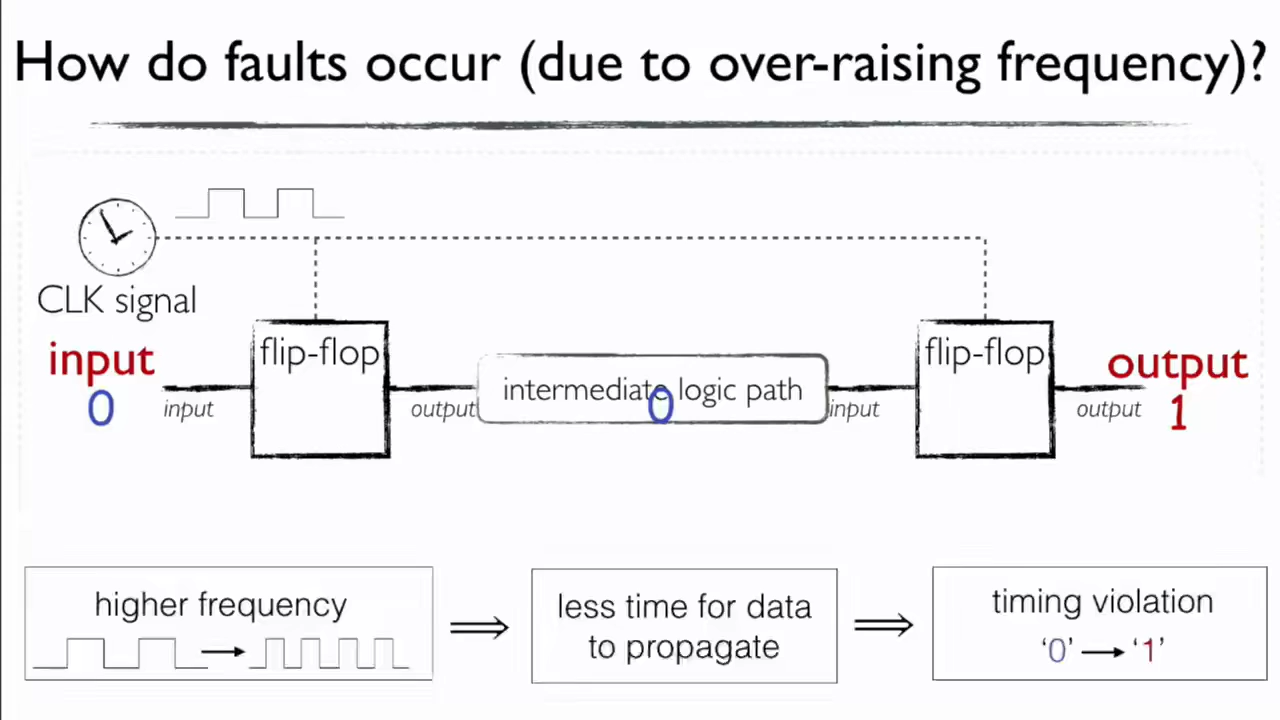 How do faults occur (due to over-raising frequency)?
CLK signal
input
0
input
flip-flop
output
intermediate logic path
0
input
flip-flop
output
output
1
higher frequency
less time for data
to propagate
timing violation
‘0’ → ‘1’